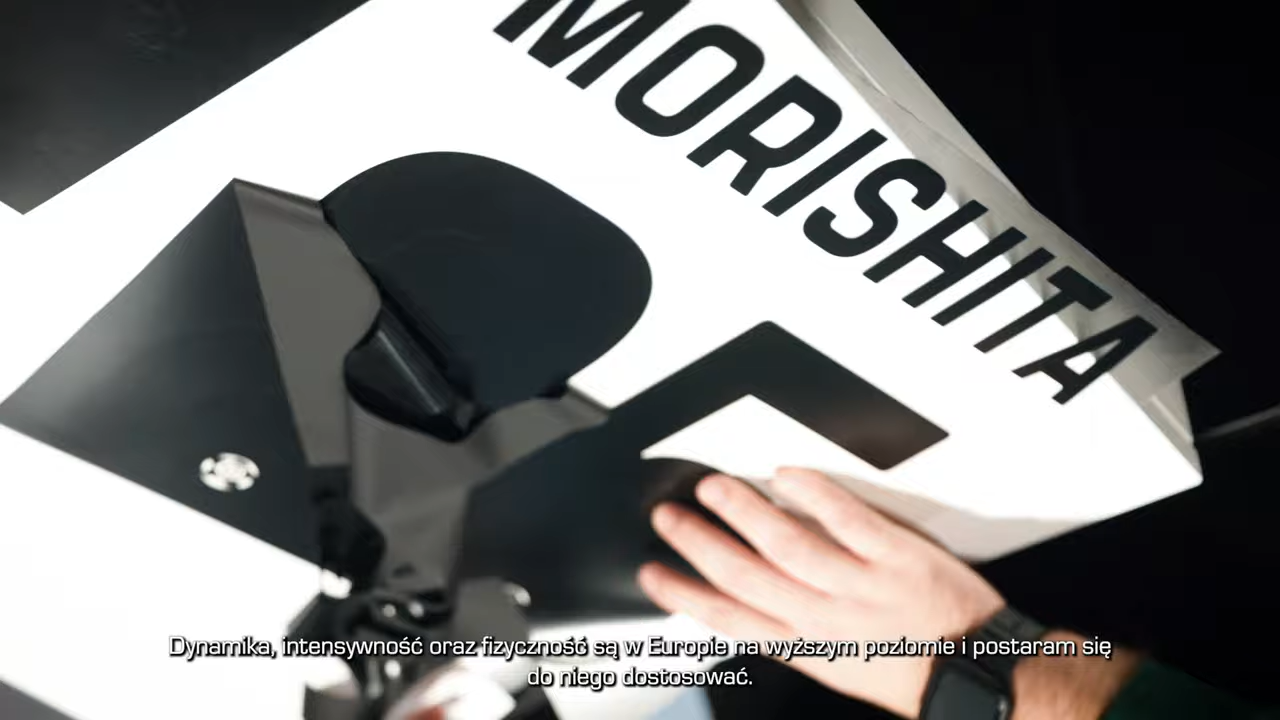 MORISHITA
Dynamika, intensywność oraz fizyczność są w Europie na wyższym poziomie i postaram się
do niego dostosować.